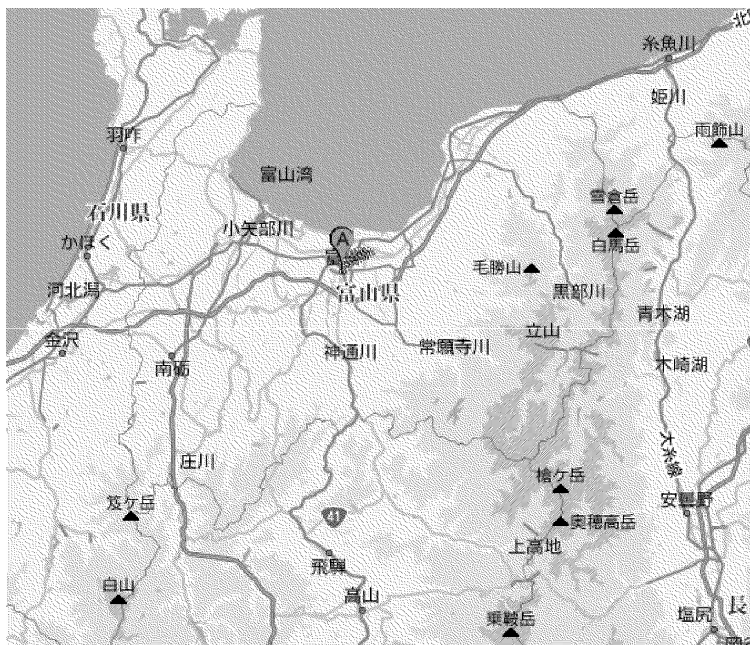 北
糸魚川
姫川
雨飾山
羽咋
富山湾
雪倉岳
石川県
小矢部川
かほく
A
白馬岳
毛勝山
河北潟
富山県
黒部川
青木湖
金沢
立山
神通川
常願寺川
南砺
木崎湖
大糸線
庄川
檜ケ岳
笈ケ岳
安曇野
41
奥穂高岳
上高地
飛騨
白山
高山
長
塩尻
乗鞍岳